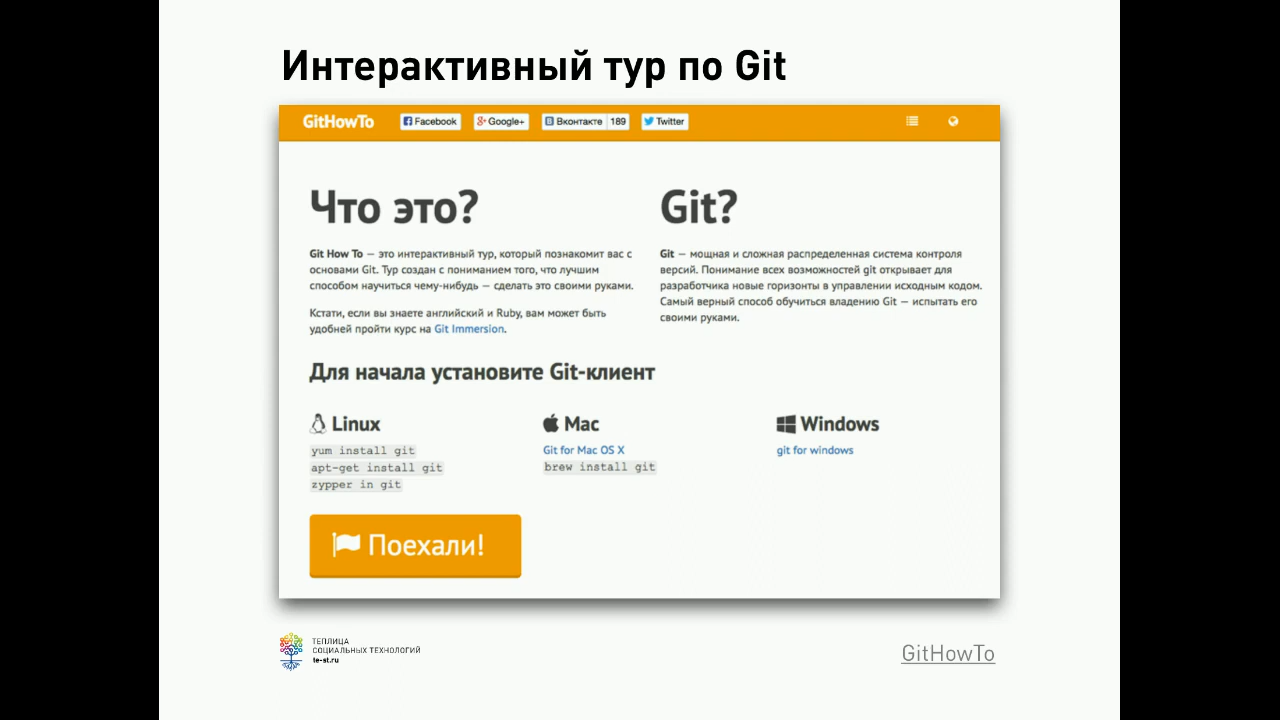 Интерактивный тур по Git
GitHowTo
Facebook
Google+
Вконтакте 189
Twitter
Что это?
Git How To — это интерактивный тур, который познакомит вас с
основами Git. Тур создан с пониманием того, что лучшим
способом научиться чему-нибудь — сделать это своими руками.
Кстати, если вы знаете английский и Ruby, вам может быть
удобней пройти курс на Git Immersion.
Git?
Git — мощная и сложная распределенная система контроля
версий. Понимание всех возможностей git открывает для
разработчика новые горизонты в управлении исходным кодом.
Самый верный способ обучиться владению Git — испытать его
своими руками.
Для начала установите Git-клиент
Linux
yum install git
apt-get install git
zypper in git
Mac
Git for Mac OS X
brew install git
Windows
git for windows
Поехали!
ТЕПЛИЦА
СОЦИАЛЬНЫХ ТЕХНОЛОГИЙ
te-st.ru
GitHowTo